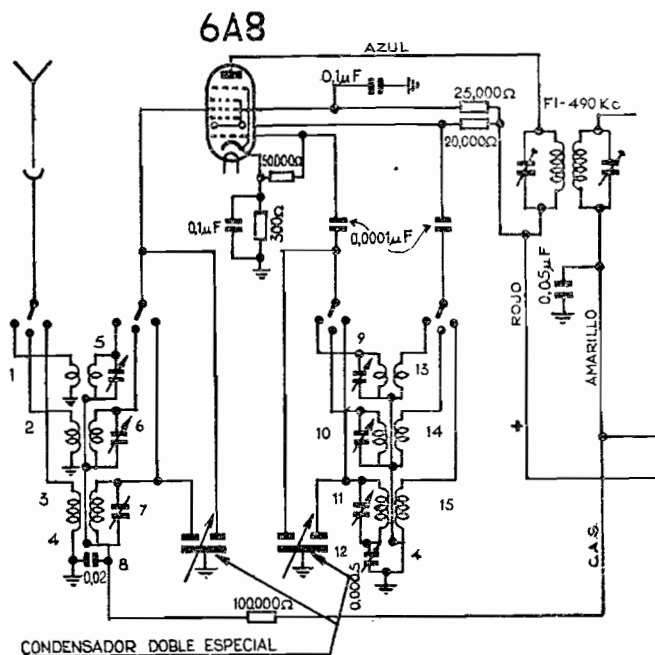 6A8
AZUL
0,1µF
25,000Ω
20,000Ω
FI-490 Kc
50,000Ω
0,1µF
300Ω
0,0001µF
0,05µF
ROJO
AMARILLO
+
1
2
3
4
5
6
7
8
0,02
9
10
11
12
13
14
15
4
0,0005
C.A.S.
100,000Ω
CONDENSADOR DOBLE ESPECIAL